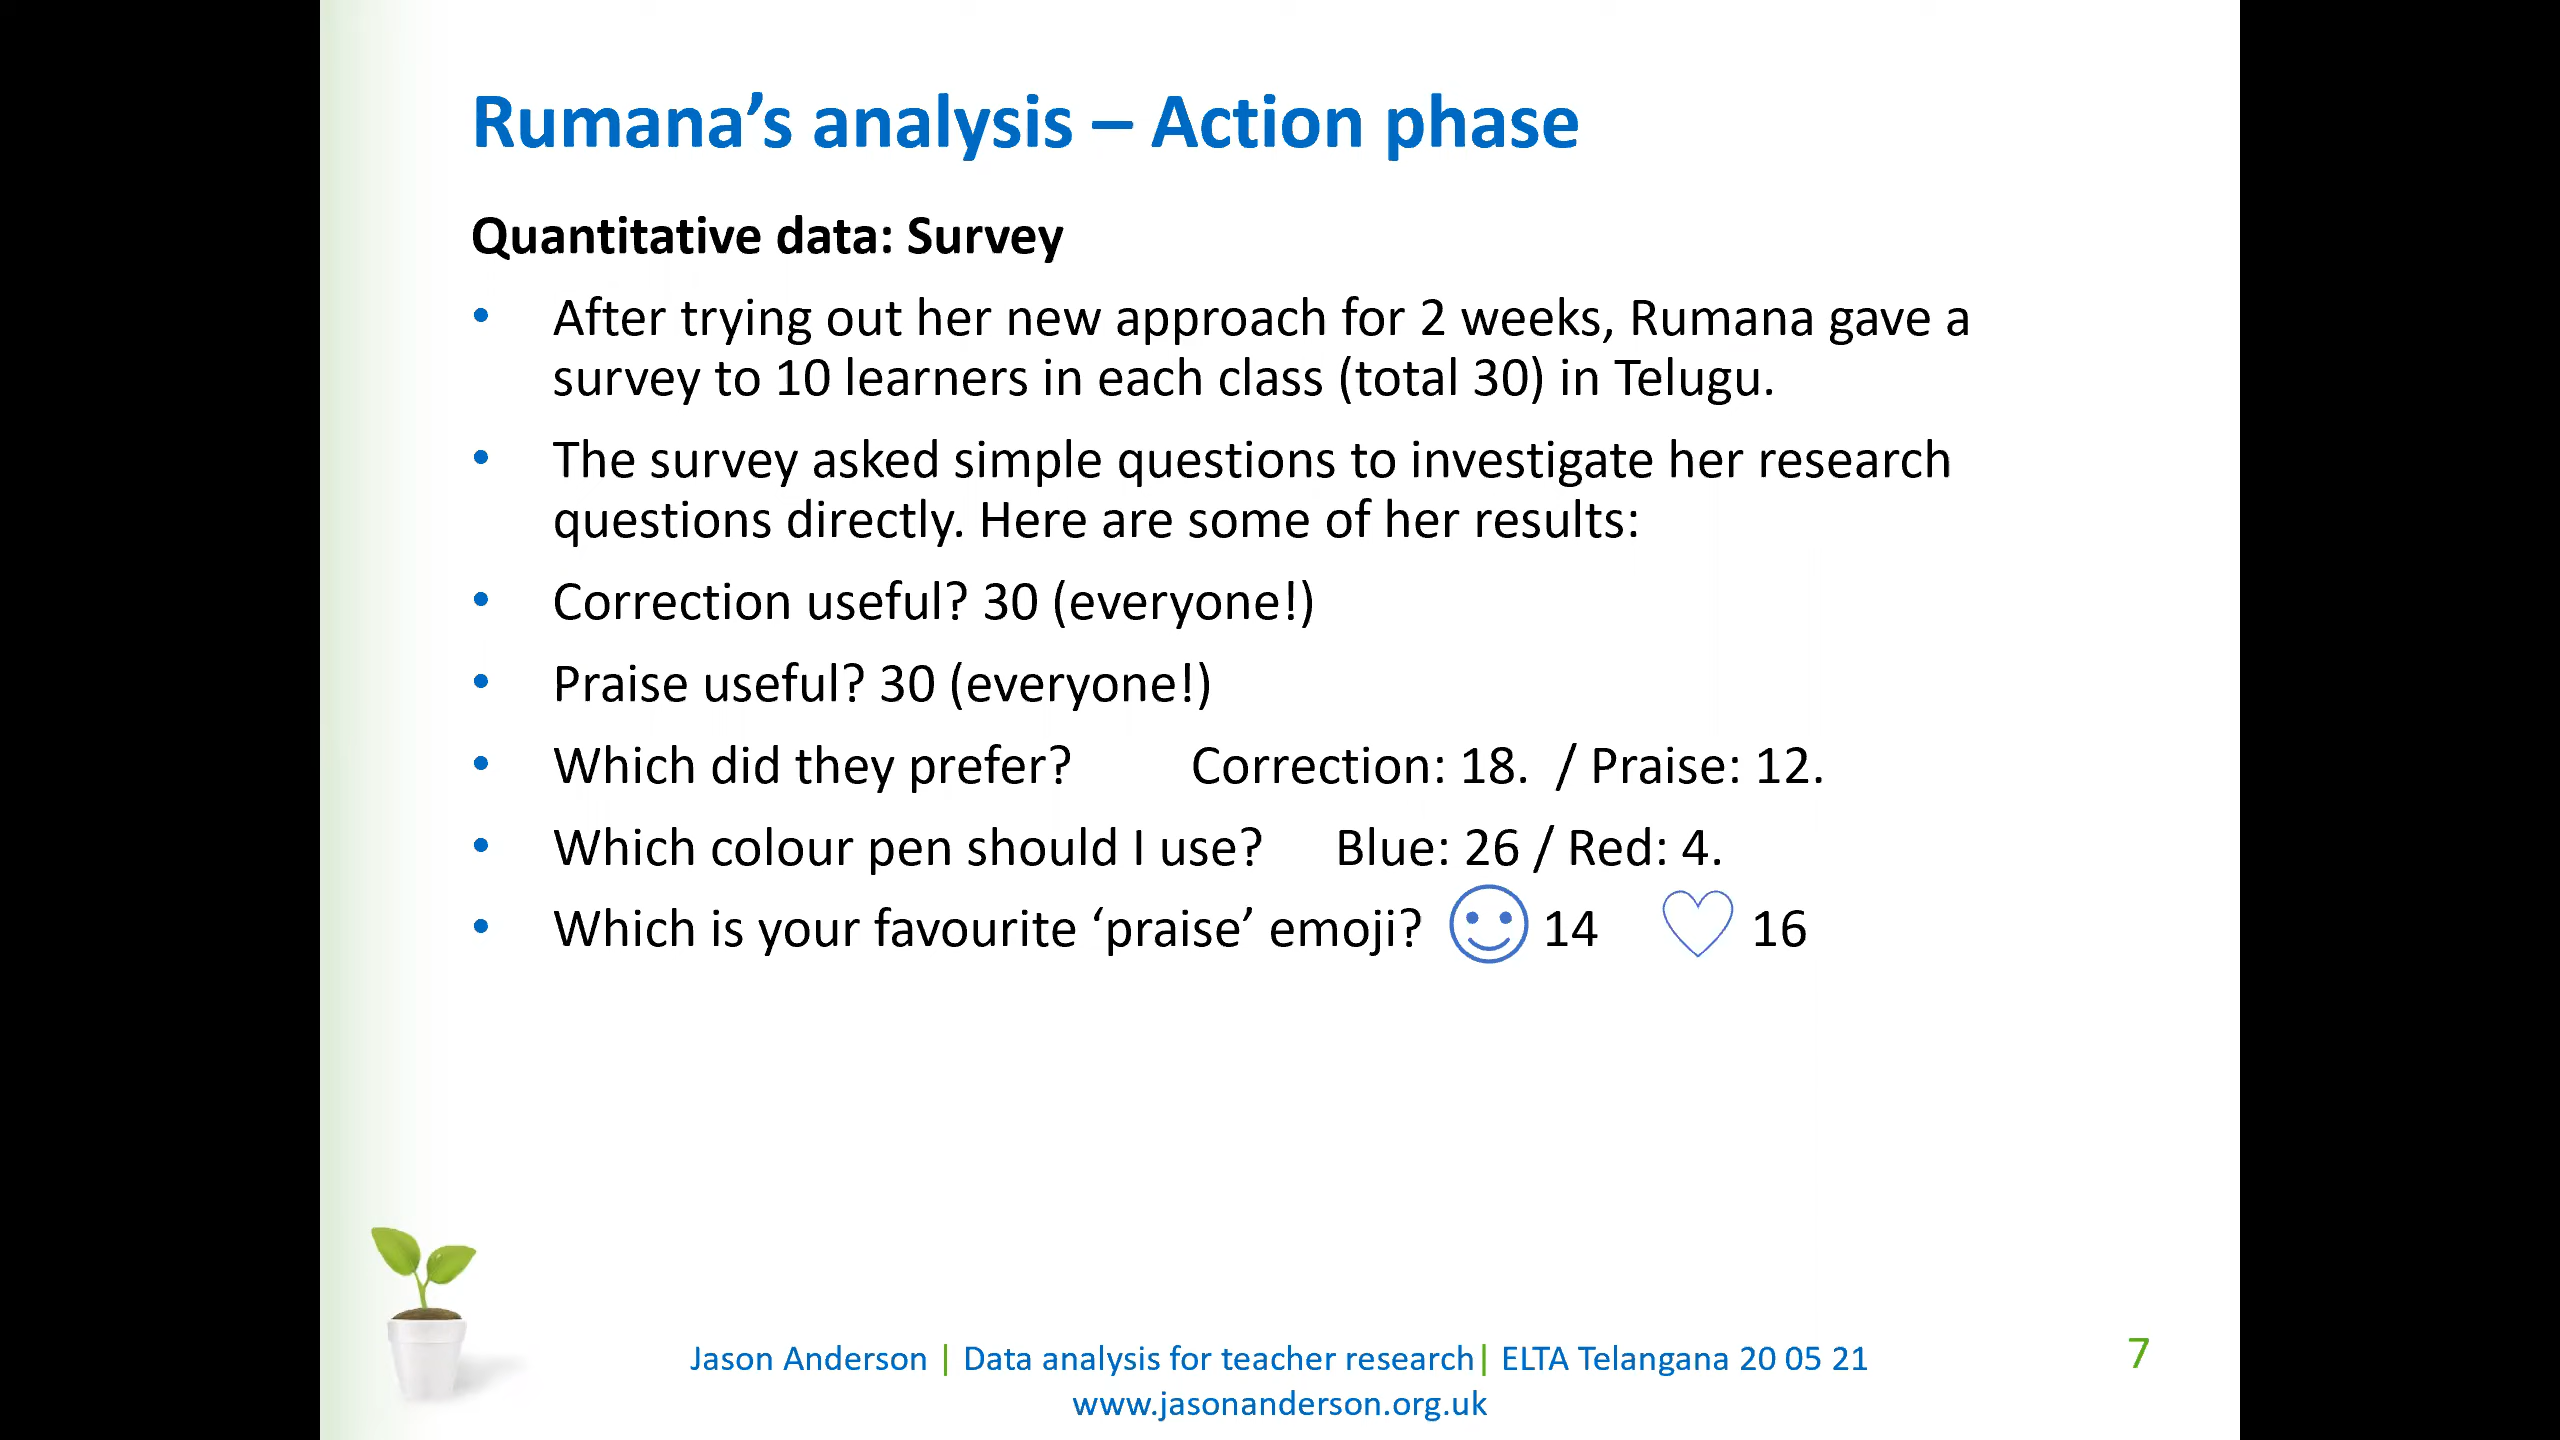 Rumana’s analysis – Action phase
Quantitative data: Survey
• After trying out her new approach for 2 weeks, Rumana gave a
survey to 10 learners in each class (total 30) in Telugu.
• The survey asked simple questions to investigate her research
questions directly. Here are some of her results:
• Correction useful? 30 (everyone!)
• Praise useful? 30 (everyone!)
• Which did they prefer? Correction: 18. / Praise: 12.
• Which colour pen should I use? Blue: 26 / Red: 4.
• Which is your favourite ‘praise’ emoji? 14 16
Jason Anderson | Data analysis for teacher research| ELTA Telangana 20 05 21
www.jasonanderson.org.uk
7